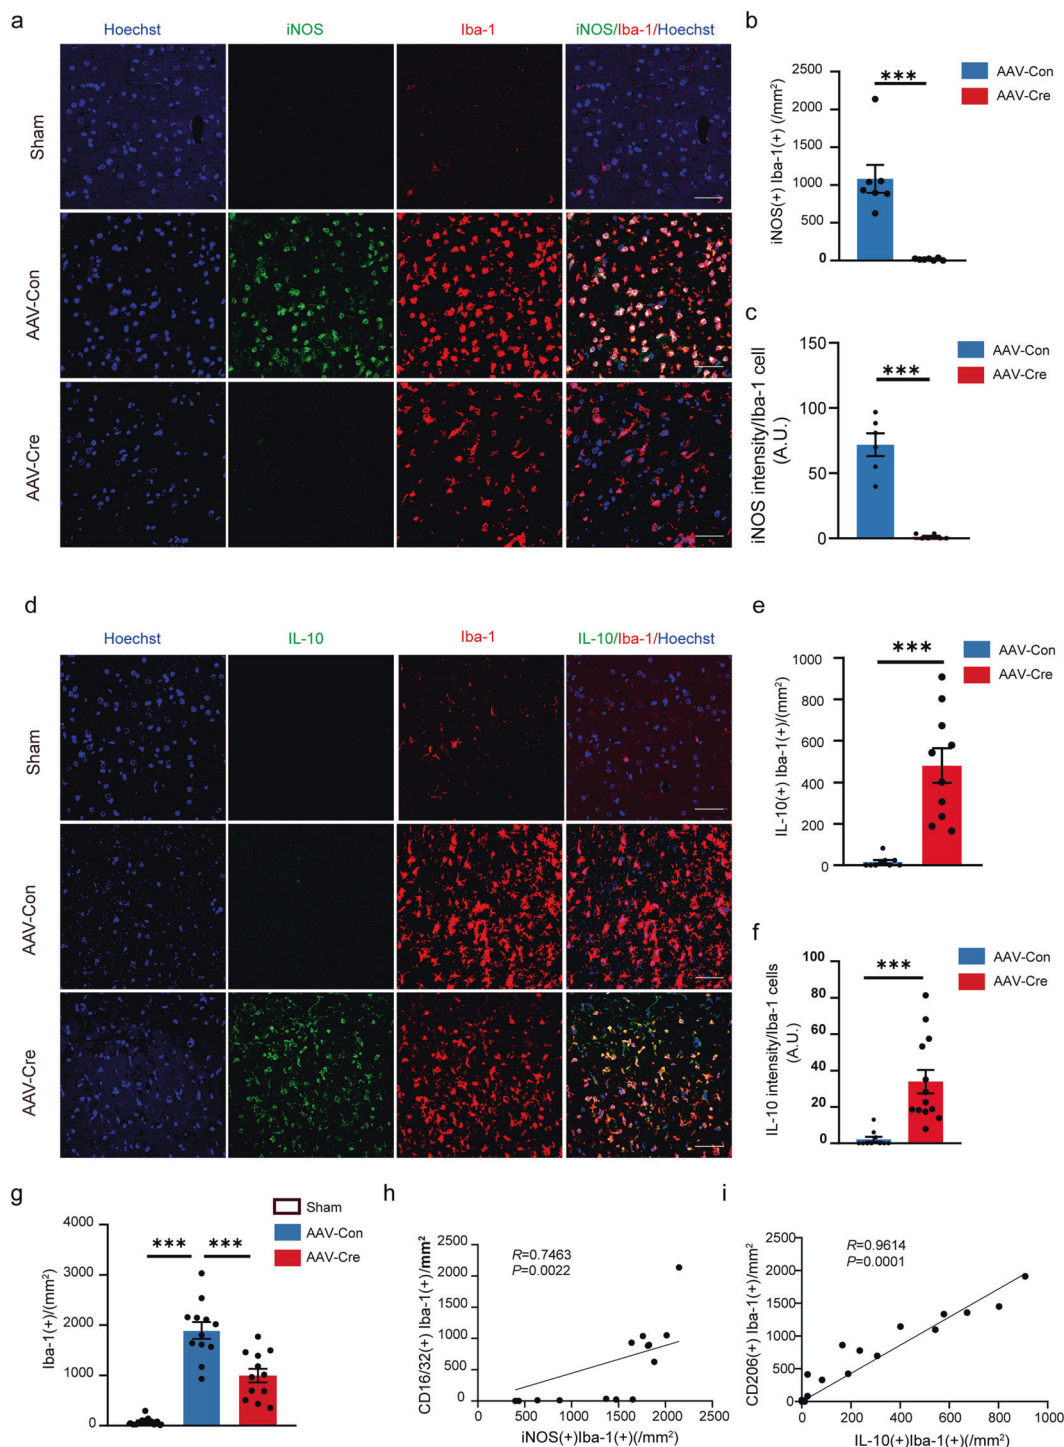 a
Hoechst iNOS Iba-1 iNOS/Iba-1/Hoechst
Sham
AAV-Con
AAV-Cre
b
AAV-Con
AAV-Cre
iNOS(+) Iba-1(+) (/mm²)
2500
2000
1500
1000
500
0
***
c
AAV-Con
AAV-Cre
iNOS intensity/Iba-1 cell
(A.U.)
150
100
50
0
***
d
Hoechst IL-10 Iba-1 IL-10/Iba-1/Hoechst
Sham
AAV-Con
AAV-Cre
e
AAV-Con
AAV-Cre
IL-10(+) Iba-1(+)/(mm²)
1000
800
600
400
200
0
***
f
AAV-Con
AAV-Cre
IL-10 intensity/Iba-1 cells
(A.U.)
100
80
60
40
20
0
***
g
Sham
AAV-Con
AAV-Cre
Iba-1(+)/(mm²)
4000
3000
2000
1000
0
*** ***
h
R=0.7463
P=0.0022
CD16/32(+) Iba-1(+)/mm²
2500
2000
1500
1000
500
0
0 500 1000 1500 2000 2500
iNOS(+)Iba-1(+)(/mm²)
i
R=0.9614
P=0.0001
CD206(+) Iba-1(+)/mm²
2500
2000
1500
1000
500
0
0 200 400 600 800 1000
IL-10(+)Iba-1(+)(/mm²)